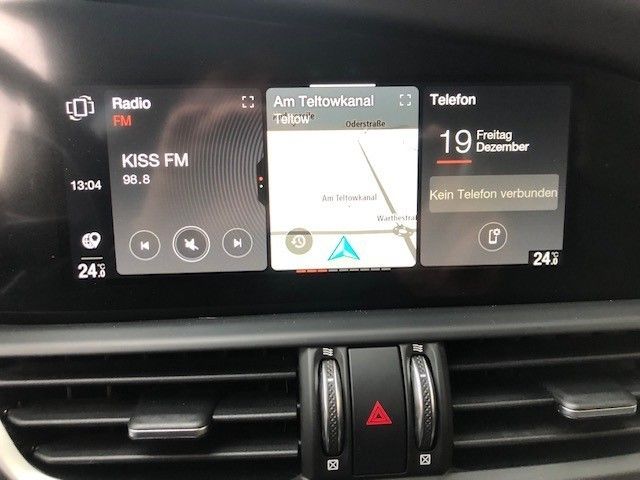 Radio
FM
KISS FM
98.8
13:04
24.0°C
Am Teltowkanal
Teltow
Oderstraße
Am Teltowkanal
Warthestraß
Telefon
19
Freitag
Dezember
Kein Telefon verbunden
24.0°C